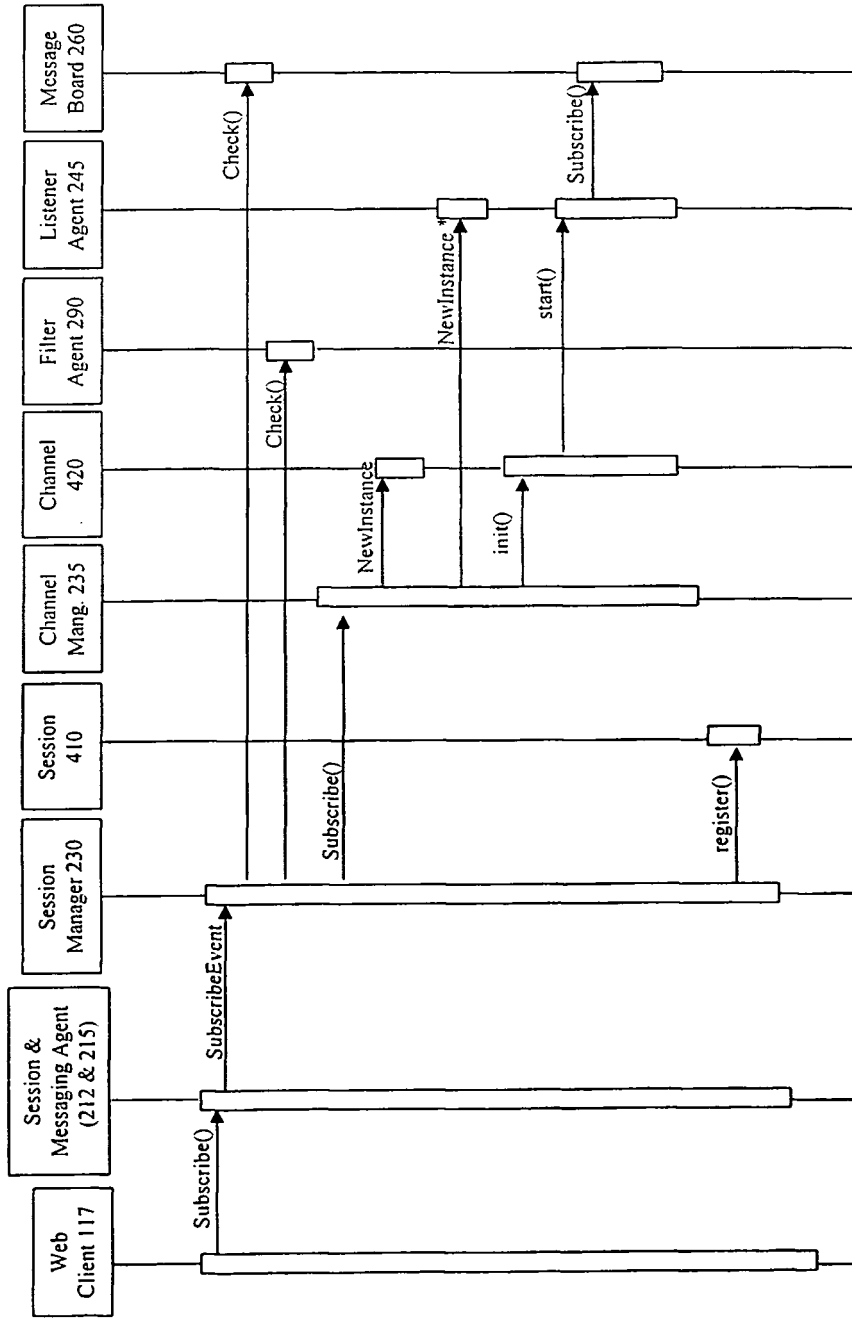 Web
Client 117
Session &
Messaging Agent
(212 & 215)
Session
Manager 230
Session
410
Channel
Mang. 235
Channel
420
Filter
Agent 290
Listener
Agent 245
Message
Board 260
Subscribe()
SubscribeEvent
Check()
Check()
Subscribe()
NewInstance
NewInstance *
init()
start()
Subscribe()
register()